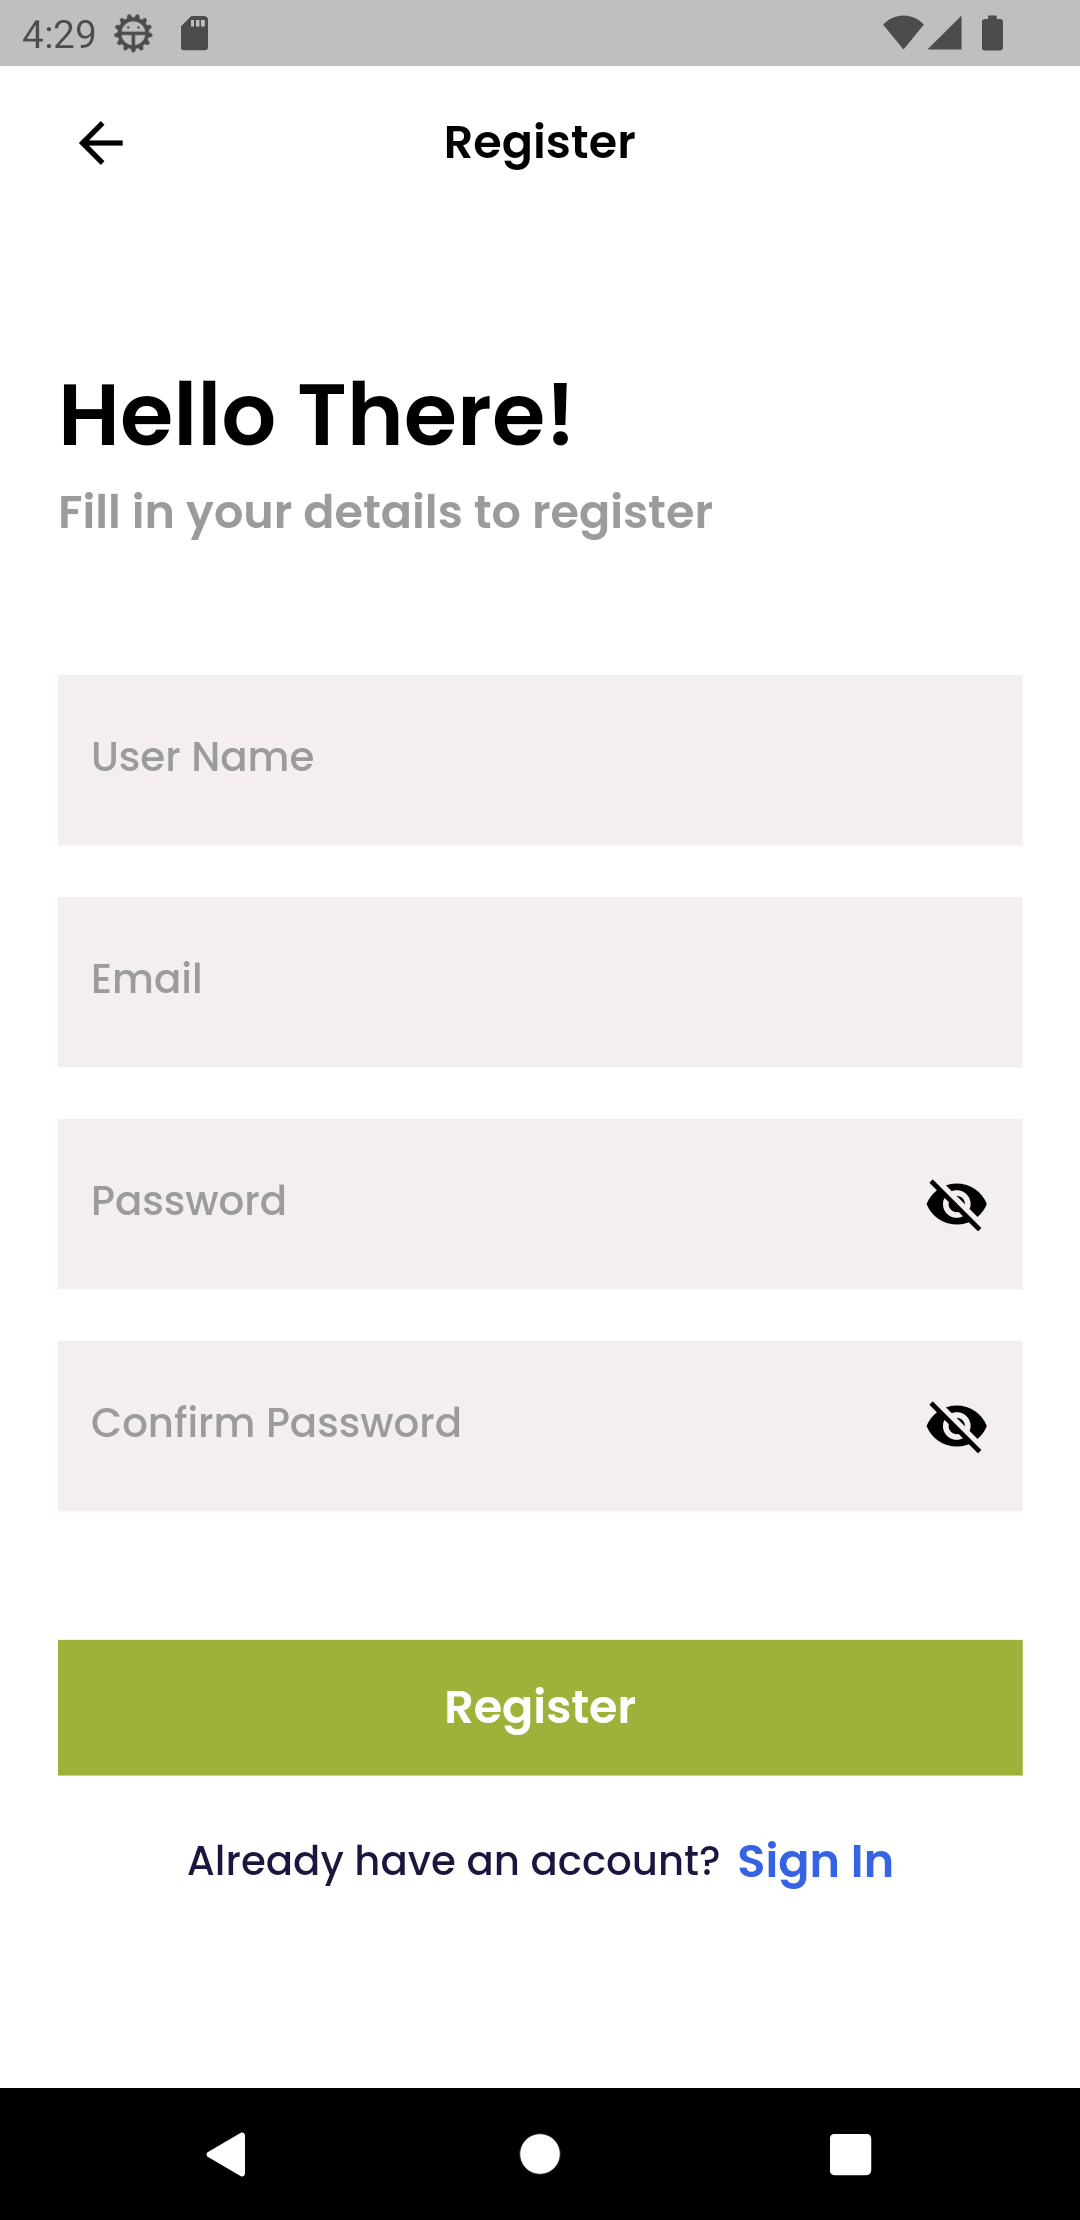 4:29
Register
Hello There!
Fill in your details to register
User Name
Email
Password
Confirm Password
Register
Already have an account? Sign In